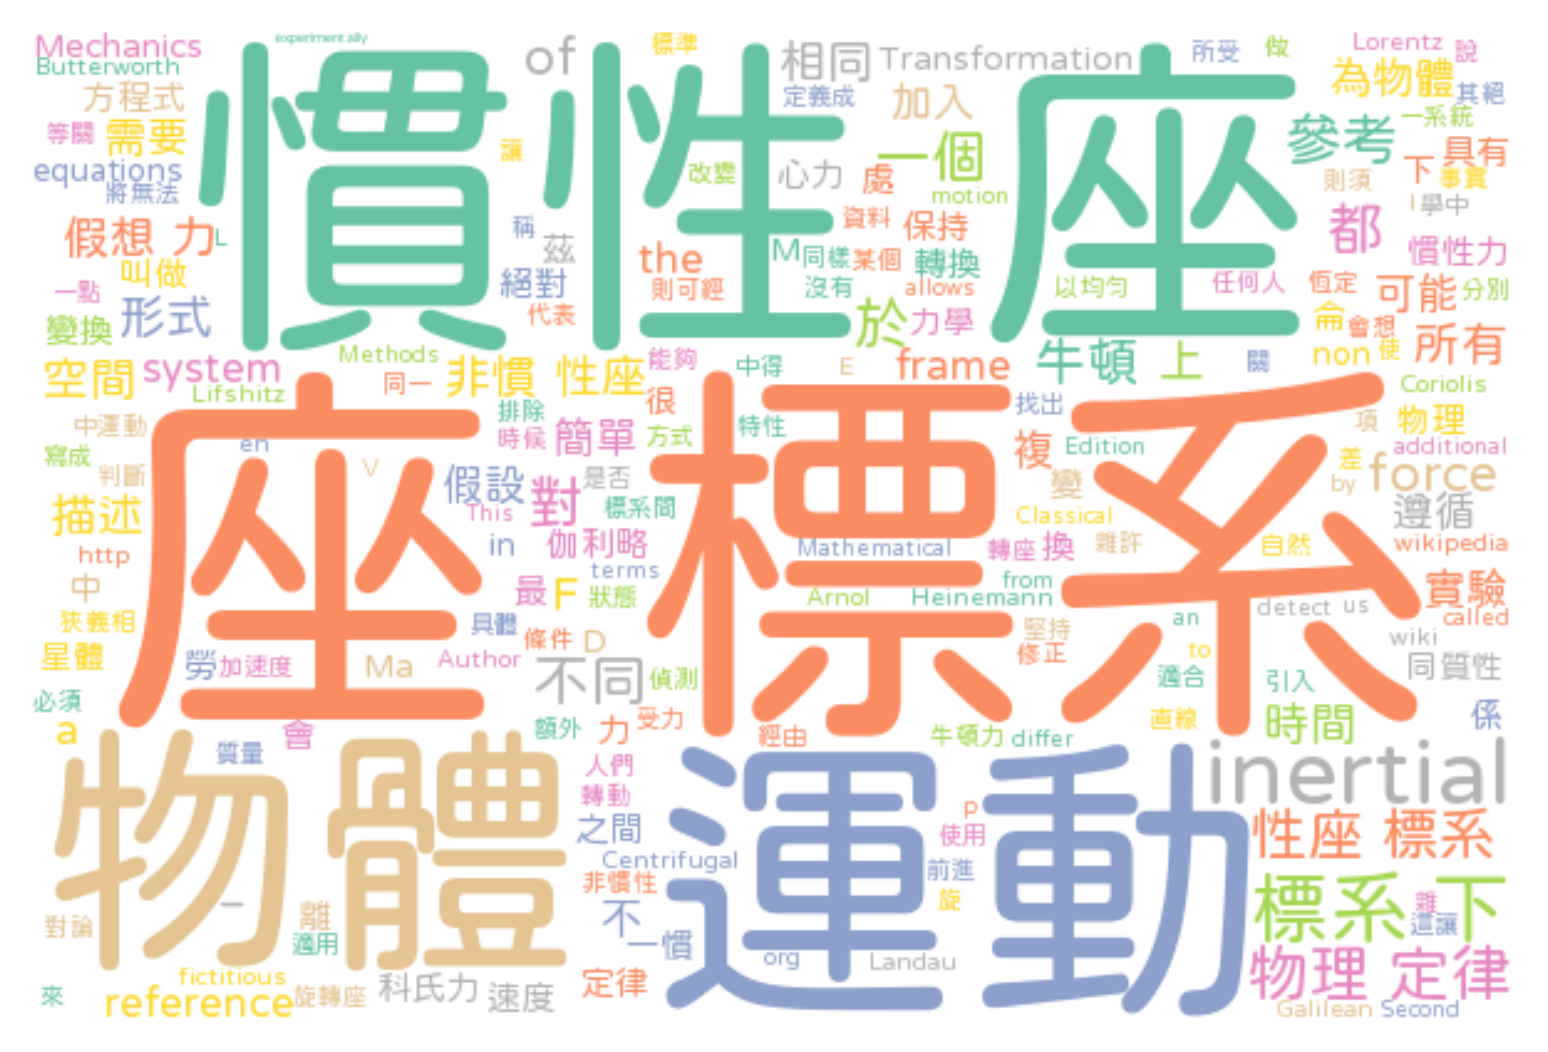 Mechanics
experiment ally
of
標準
相同
Transformation
所受
做
Lorentz
說
Butterworth
方程式
定義成
加入
為物體
其絕
慣性座
等關
需要
讓
改變
心力
一個
處
motion
參考
一系統
具有
下
事實
則須
equations
將無法
假想 力
L
稱
茲
the
資料
保持
I
學中
都
慣性力
叫做
絕對
M
同樣
某個
轉換
一點
形式
代表
則可經
沒有
allows
以均勻
任何人
恆定
可能
分別
變換
於
力學
侖
會想
所有
空間
system
Methods
Lifshitz
同一
非慣 性座
能夠
中得
E
frame
牛頓
上
關
non
使
Coriolis
座標系
中運動
en
排除
時候
簡單
很
方式
特性
找出
項
物理
寫成
判斷
V
假設
對
是否
複
Edition
差
additional
描述
This
標系間
變
Classical
by
force
遵循
http
in
伽利略
Mathematical
轉座
換
雜許
自然
wikipedia
中
最
F
terms
狀態
Arnol
from
Heinemann
實驗
狹義相
具體
條件
D
堅持
an
detect
us
called
星體
勞
加速度
Ma
Author
不同
偵測
修正
to
wiki
同質性
必須
適合
引入
a
會
額外
力
受力
經由
牛頓力
differ
直線
時間
係
物體
質量
人們
運動
inertial
轉動
之間
p
使用
性座 標系
Centrifugal
前進
非慣性
一
標系下
雜
對論
離
不
旋
這讓
適用
一慣
org
Landau
物理 定律
來
fictitious
reference
旋轉座
科氏力
速度
定律
Galilean
Second